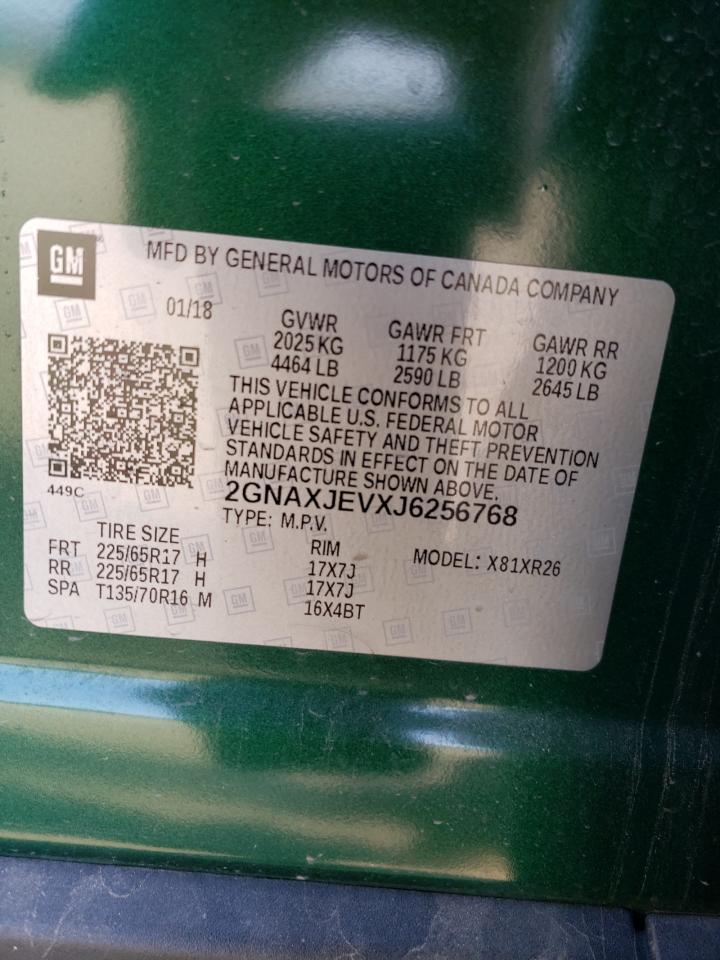 GM
MFD BY GENERAL MOTORS OF CANADA COMPANY
01/18
GVWR
2025 KG
4464 LB
GAWR FRT
1175 KG
2590 LB
GAWR RR
1200 KG
2645 LB
THIS VEHICLE CONFORMS TO ALL
APPLICABLE U.S. FEDERAL MOTOR
VEHICLE SAFETY AND THEFT PREVENTION
STANDARDS IN EFFECT ON THE DATE OF
MANUFACTURE SHOWN ABOVE.
449C
2GNAXJEVXJ6256768
TYPE: M.P.V.
MODEL: X81XR26
TIRE SIZE RIM
FRT 225/65R17 H 17X7J
RR 225/65R17 H 17X7J
SPA T135/70R16 M 16X4BT